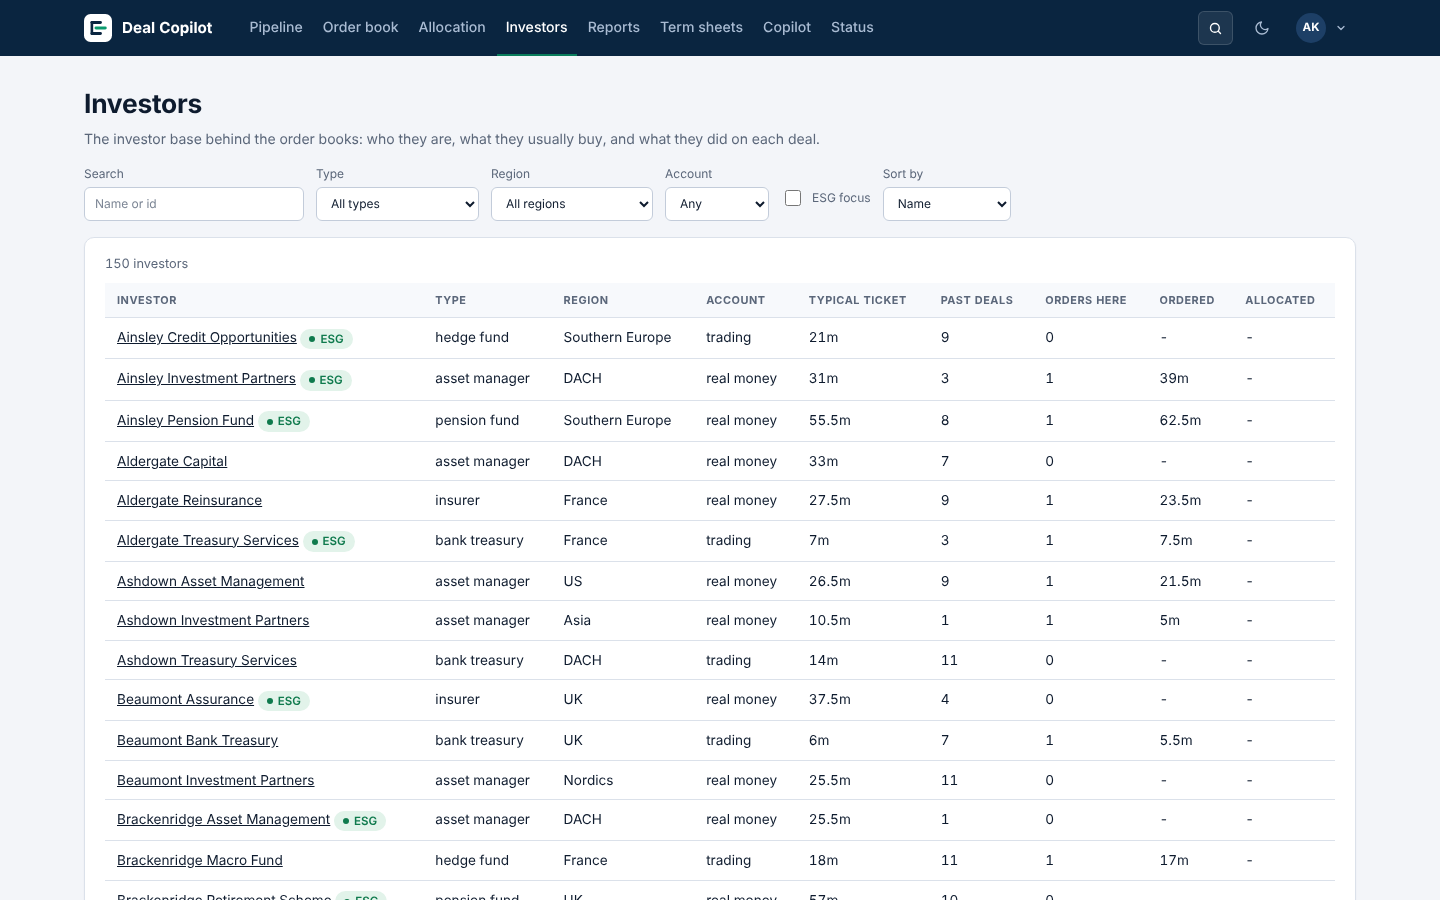 Deal Copilot Pipeline Order book Allocation Investors Reports Term sheets Copilot Status AK
Investors
The investor base behind the order books: who they are, what they usually buy, and what they did on each deal.
Search Type Region Account Sort by
Name or id All types All regions Any ESG focus Name
150 investors
INVESTOR TYPE REGION ACCOUNT TYPICAL TICKET PAST DEALS ORDERS HERE ORDERED ALLOCATED
Ainsley Credit Opportunities ESG hedge fund Southern Europe trading 21m 9 0 - -
Ainsley Investment Partners ESG asset manager DACH real money 31m 3 1 39m -
Ainsley Pension Fund ESG pension fund Southern Europe real money 55.5m 8 1 62.5m -
Aldergate Capital asset manager DACH real money 33m 7 0 - -
Aldergate Reinsurance insurer France real money 27.5m 9 1 23.5m -
Aldergate Treasury Services ESG bank treasury France trading 7m 3 1 7.5m -
Ashdown Asset Management asset manager US real money 26.5m 9 1 21.5m -
Ashdown Investment Partners asset manager Asia real money 10.5m 1 1 5m -
Ashdown Treasury Services bank treasury DACH trading 14m 11 0 - -
Beaumont Assurance ESG insurer UK real money 37.5m 4 0 - -
Beaumont Bank Treasury bank treasury UK trading 6m 7 1 5.5m -
Beaumont Investment Partners asset manager Nordics real money 25.5m 11 0 - -
Brackenridge Asset Management ESG asset manager DACH real money 25.5m 1 0 - -
Brackenridge Macro Fund hedge fund France trading 18m 11 1 17m -
Brackenridge Retirement Scheme ESG pension fund UK real money 57m 10 0 - -